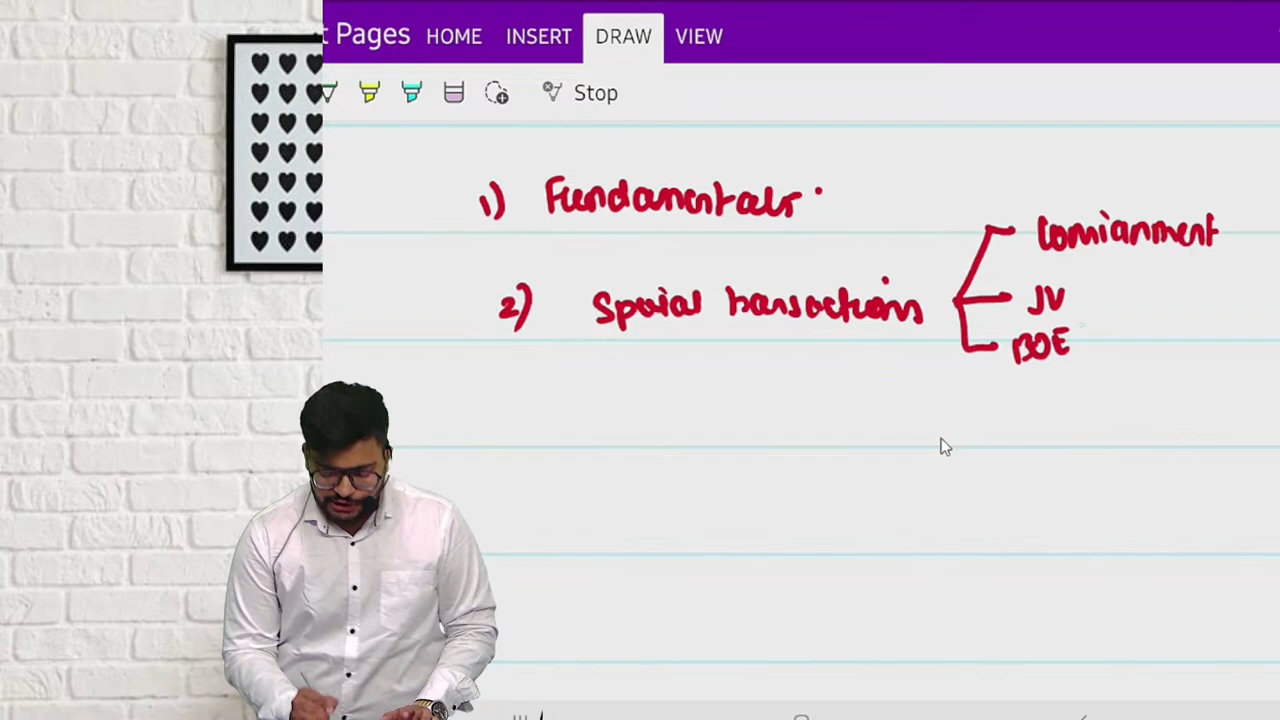 t Pages HOME INSERT DRAW VIEW
Stop
1) Fundamentals
2) Special transactions
Consignment
JV
BOE